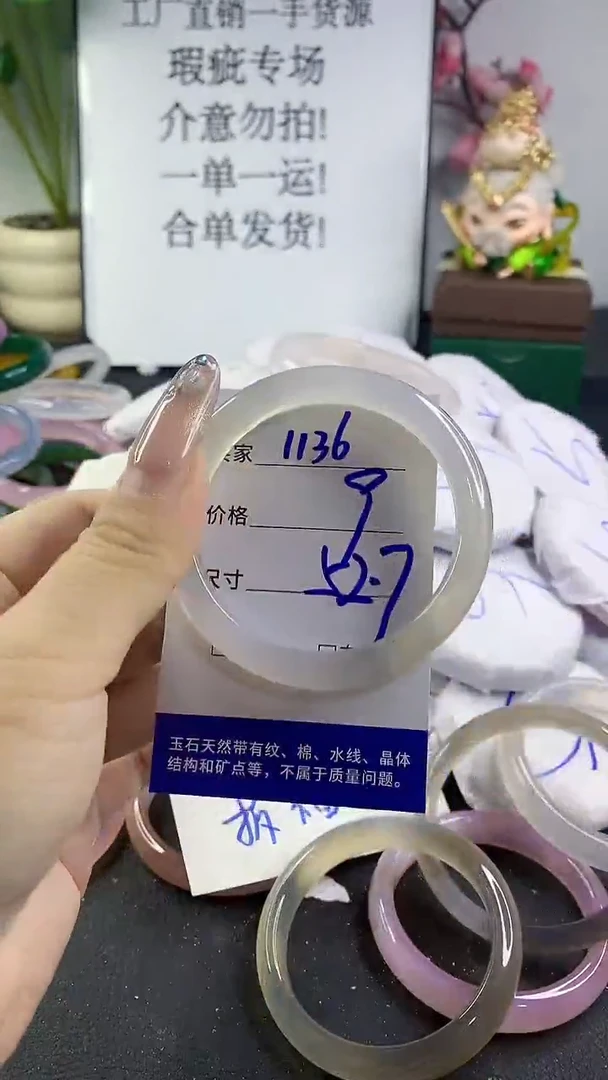 工厂直销一手货源
瑕疵专场
介意勿拍!
一单一运!
合单发货!
家 1136
价格
尺寸 52.7
玉石天然带有纹、棉、水线、晶体
结构和矿点等，不属于质量问题。